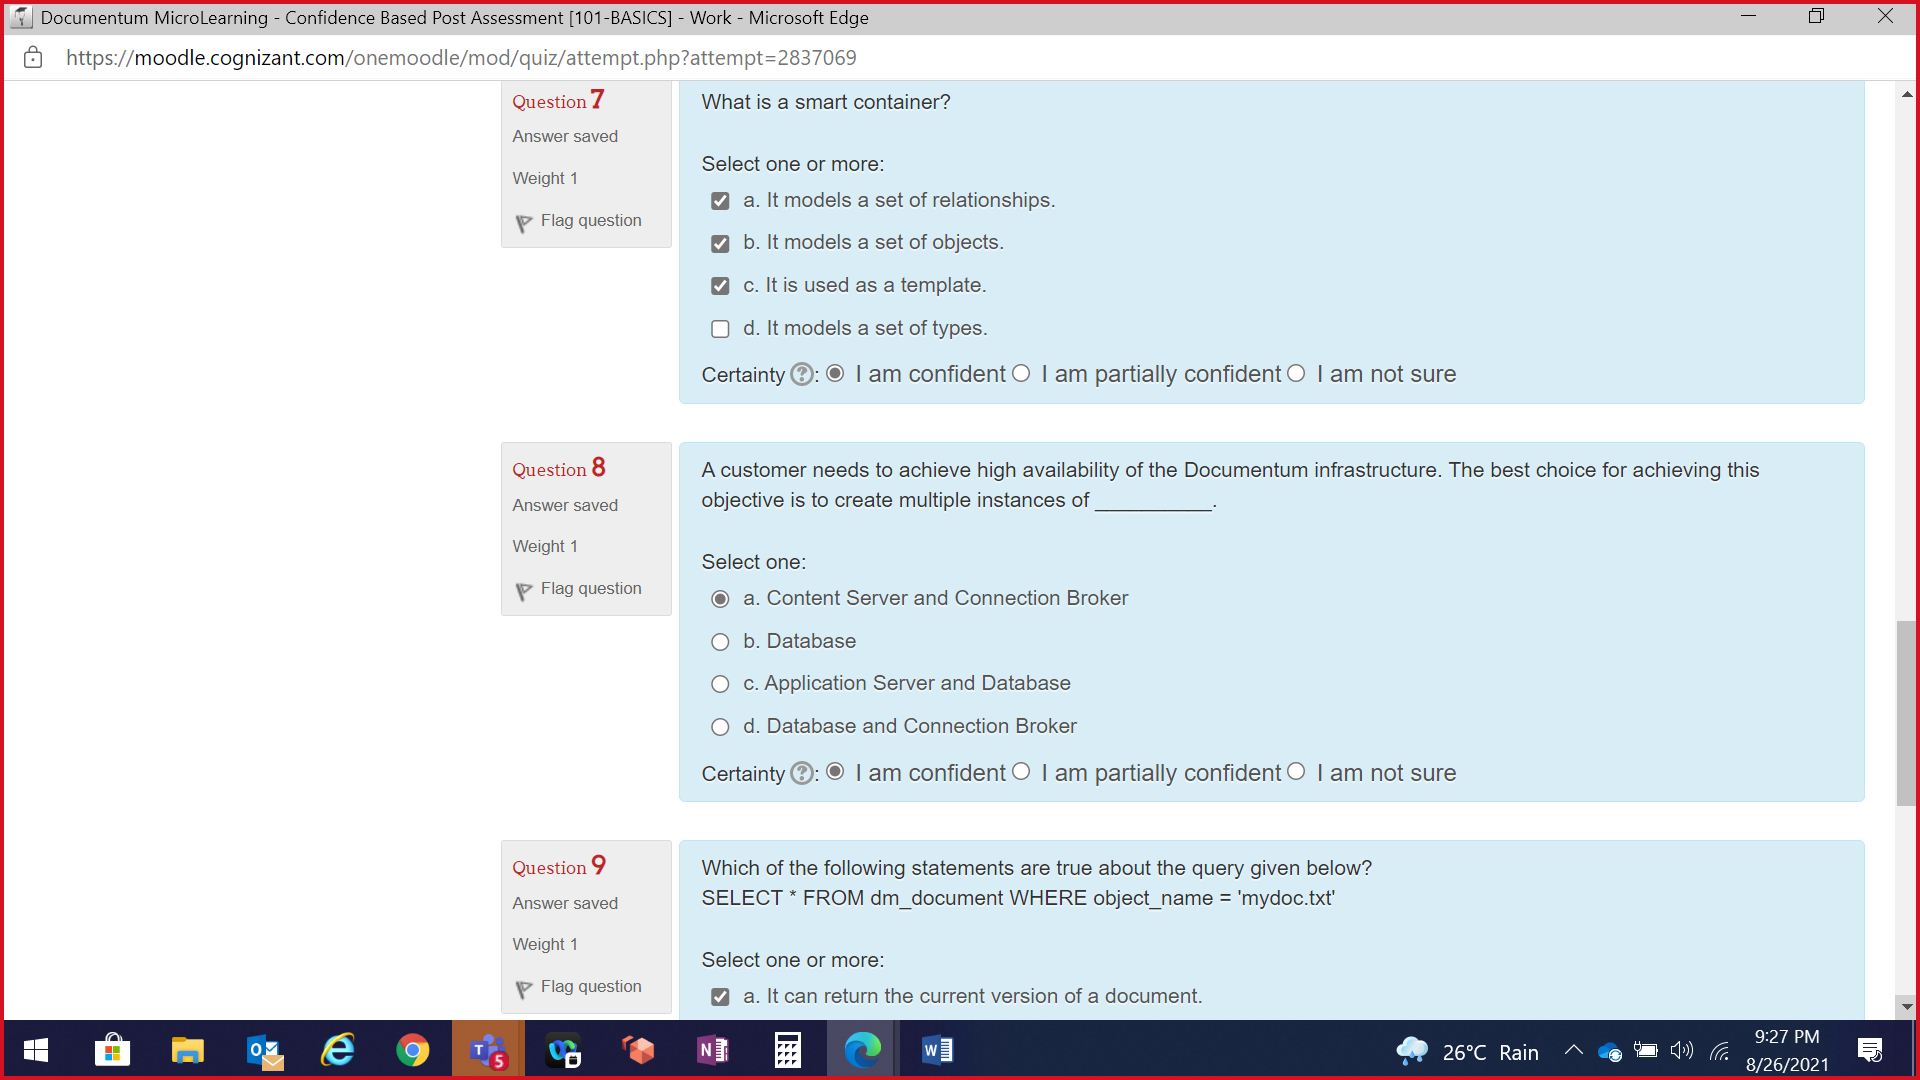 Documentum MicroLearning - Confidence Based Post Assessment [101-BASICS] - Work - Microsoft Edge
https://moodle.cognizant.com/onemoodle/mod/quiz/attempt.php?attempt=2837069
Question 7
Answer saved
Weight 1
Flag question
What is a smart container?
Select one or more:
a. It models a set of relationships.
b. It models a set of objects.
c. It is used as a template.
d. It models a set of types.
Certainty ?: I am confident I am partially confident I am not sure
Question 8
Answer saved
Weight 1
Flag question
A customer needs to achieve high availability of the Documentum infrastructure. The best choice for achieving this
objective is to create multiple instances of __________.
Select one:
a. Content Server and Connection Broker
b. Database
c. Application Server and Database
d. Database and Connection Broker
Certainty ?: I am confident I am partially confident I am not sure
Question 9
Answer saved
Weight 1
Flag question
Which of the following statements are true about the query given below?
SELECT * FROM dm_document WHERE object_name = 'mydoc.txt'
Select one or more:
a. It can return the current version of a document.
26°C Rain
9:27 PM
8/26/2021